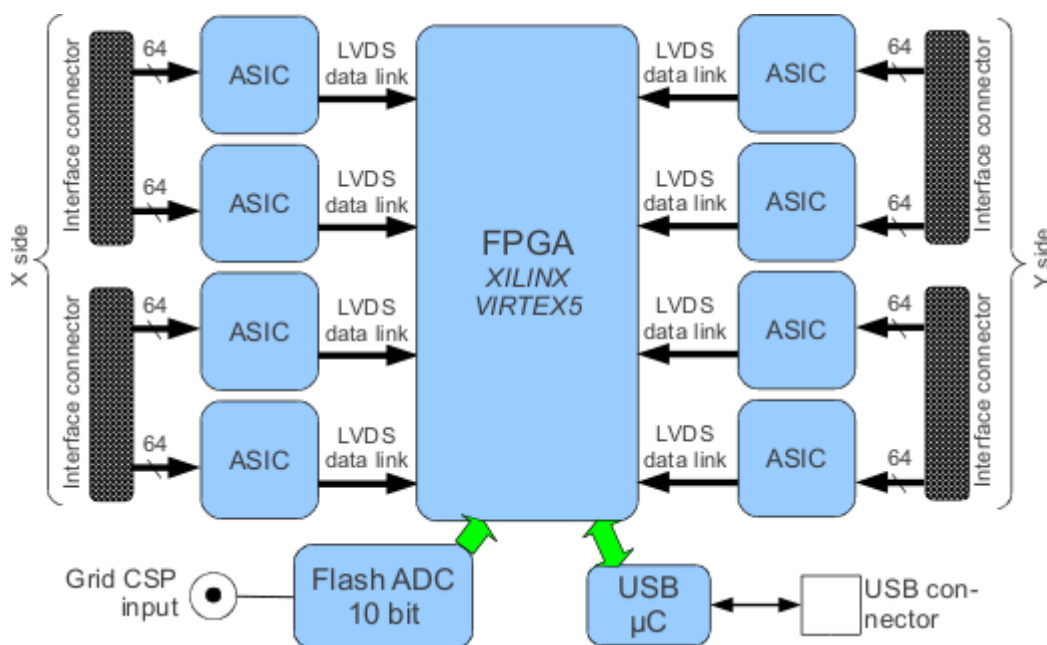 X side
Interface connector
64
ASIC
LVDS
data link
64
ASIC
LVDS
data link
Interface connector
64
ASIC
LVDS
data link
64
ASIC
LVDS
data link
FPGA
XILINX
VIRTEX5
LVDS
data link
ASIC
64
LVDS
data link
ASIC
64
Interface connector
LVDS
data link
ASIC
64
LVDS
data link
ASIC
64
Interface connector
Y side
Grid CSP
input
Flash ADC
10 bit
USB
µC
USB con-
nector